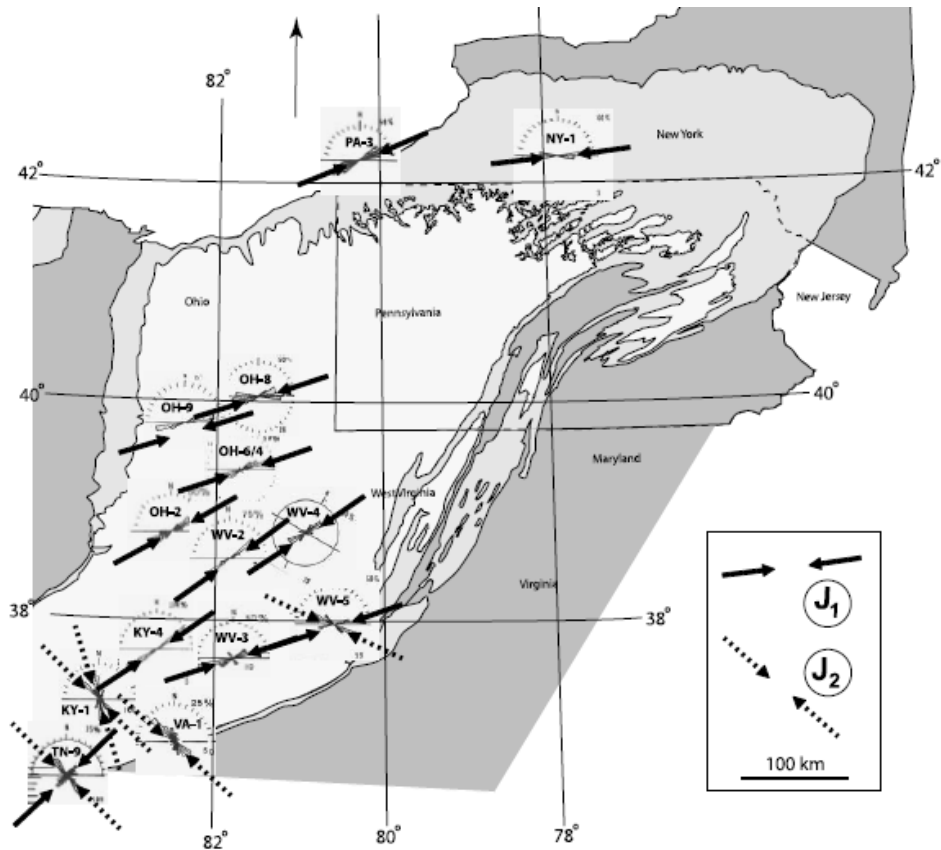 82°
PA-3
NY-1
New York
42°
42°
New Jersey
Ohio
Pennsylvania
OH-8
40°
OH-9
40°
OH-6/4
Maryland
West Virginia
OH-2
WV-4
WV-2
Virginia
WV-5
38°
38°
KY-4
WV-3
KY-1
25%
VA-1
TN-9
J1
J2
100 km
82°
80°
78°